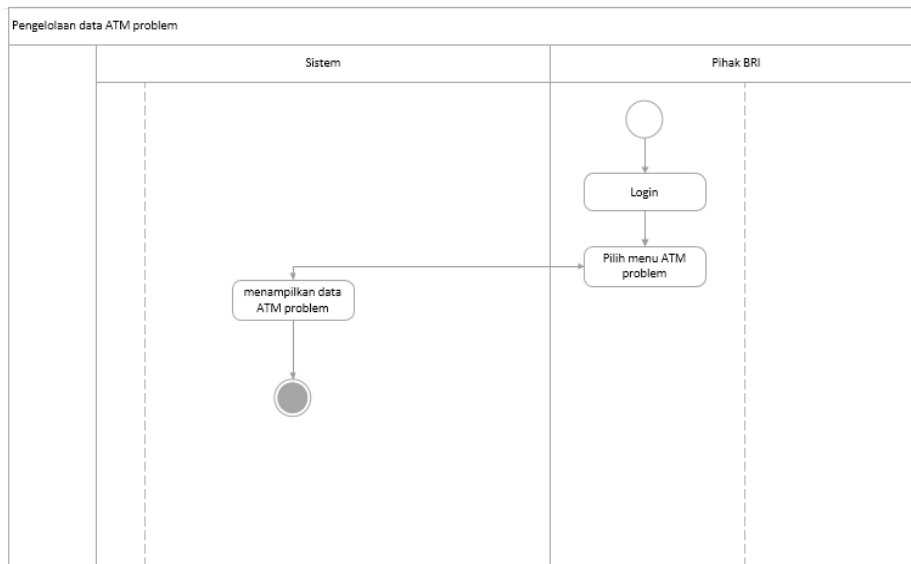 Pengelolaan data ATM problem
Sistem
Pihak BRI
Login
Pilih menu ATM
problem
menampilkan data
ATM problem